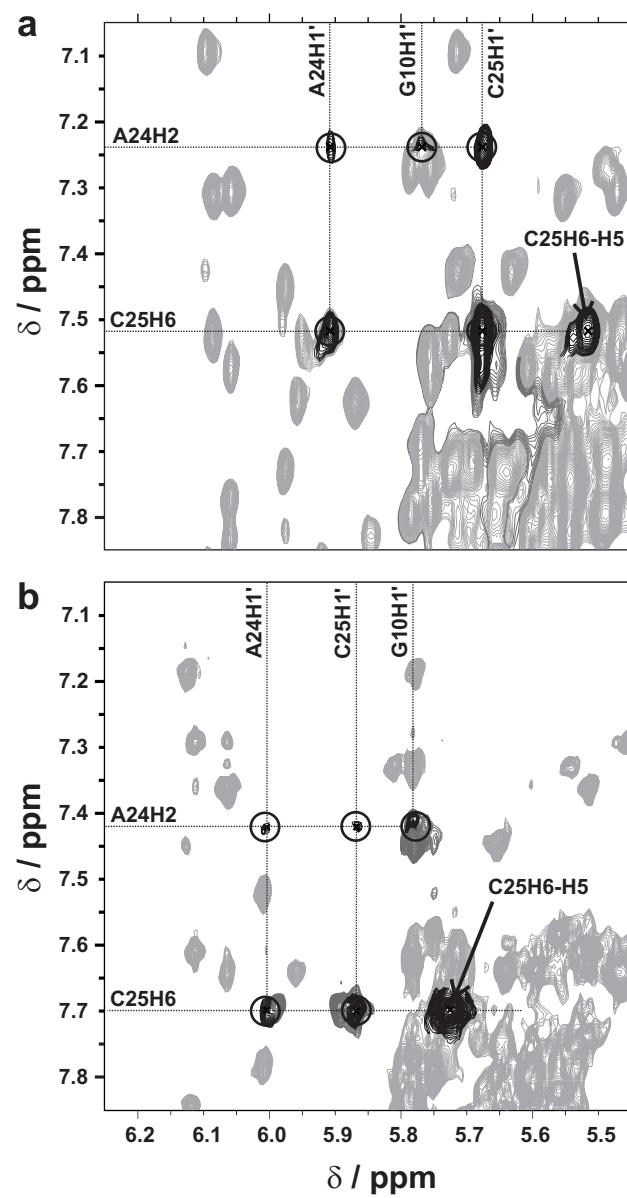 a
A24H1'
G10H1'
C25H1'
7.1
7.2
7.3
7.4
7.5
7.6
7.7
7.8
A24H2
C25H6
C25H6-H5
δ / ppm
b
A24H1'
C25H1'
G10H1'
7.1
7.2
7.3
7.4
7.5
7.6
7.7
7.8
A24H2
C25H6
C25H6-H5
δ / ppm
6.2 6.1 6.0 5.9 5.8 5.7 5.6 5.5
δ / ppm